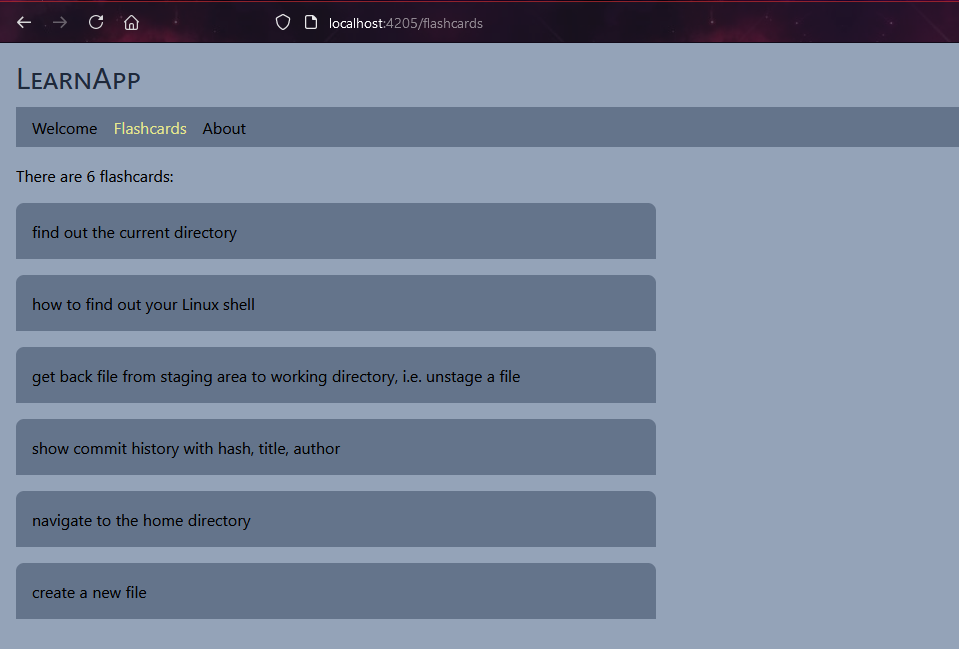 localhost:4205/flashcards
LearnApp
Welcome Flashcards About
There are 6 flashcards:
find out the current directory
how to find out your Linux shell
get back file from staging area to working directory, i.e. unstage a file
show commit history with hash, title, author
navigate to the home directory
create a new file